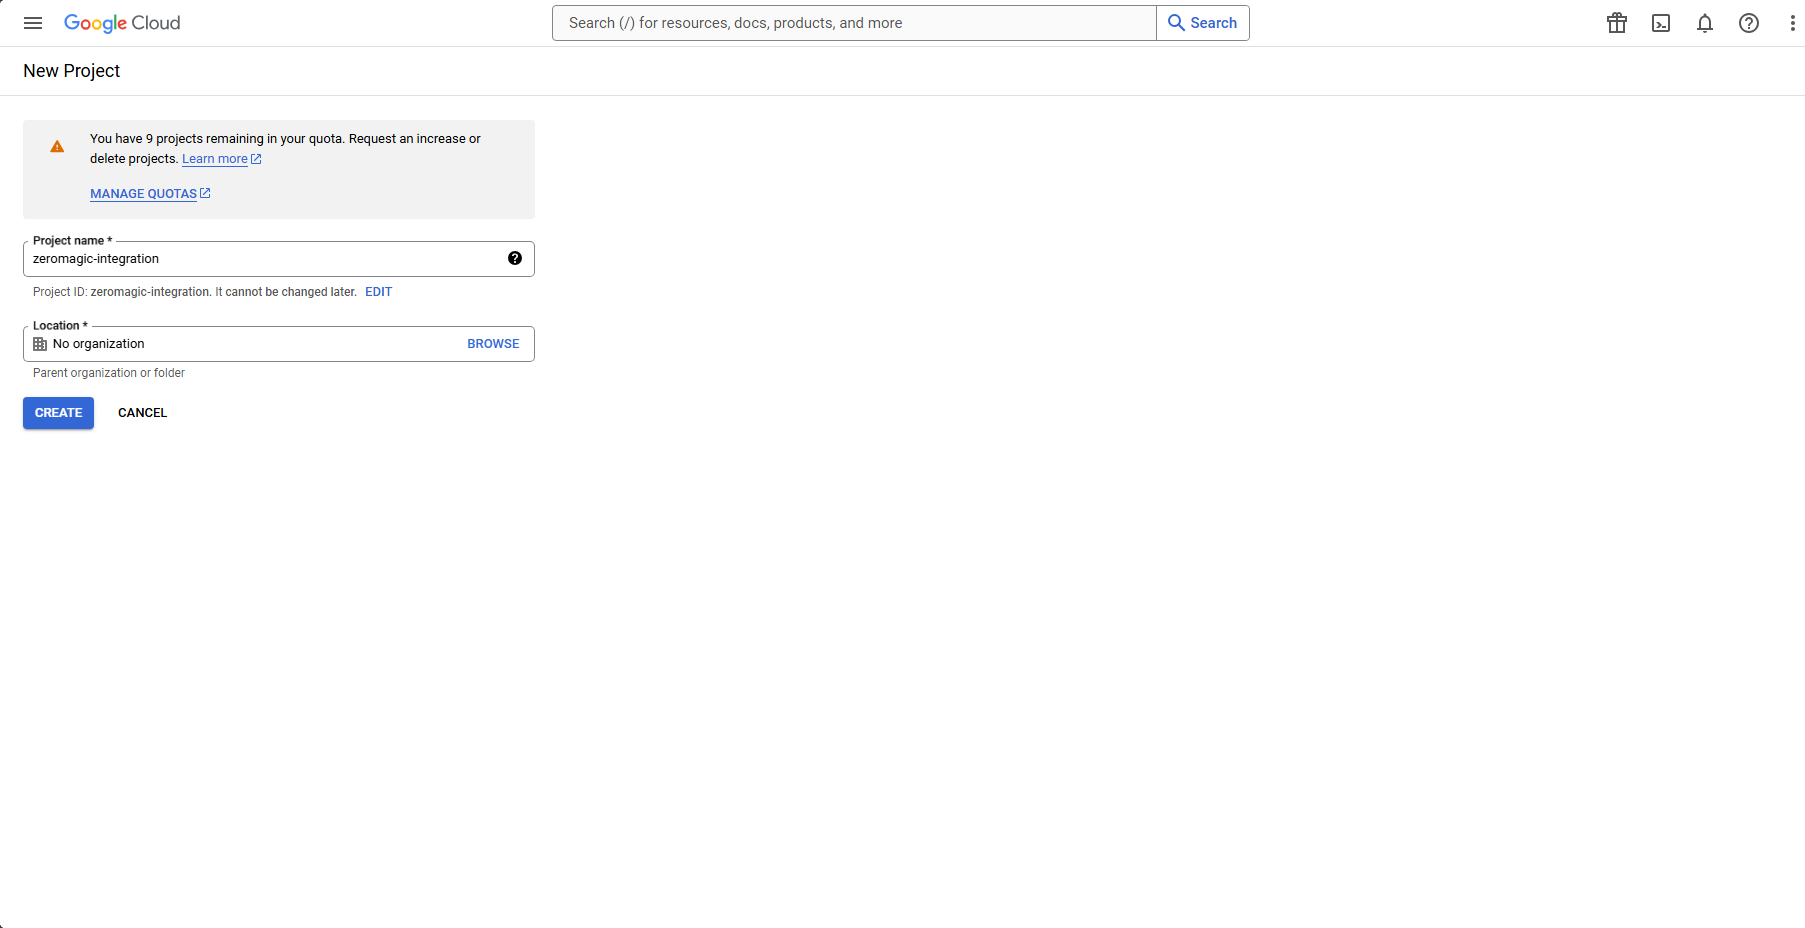 Google Cloud
Search (/) for resources, docs, products, and more
Search
New Project
You have 9 projects remaining in your quota. Request an increase or
delete projects. Learn more
MANAGE QUOTAS
Project name *
zeromagic-integration
Project ID: zeromagic-integration. It cannot be changed later. EDIT
Location *
No organization
BROWSE
Parent organization or folder
CREATE
CANCEL